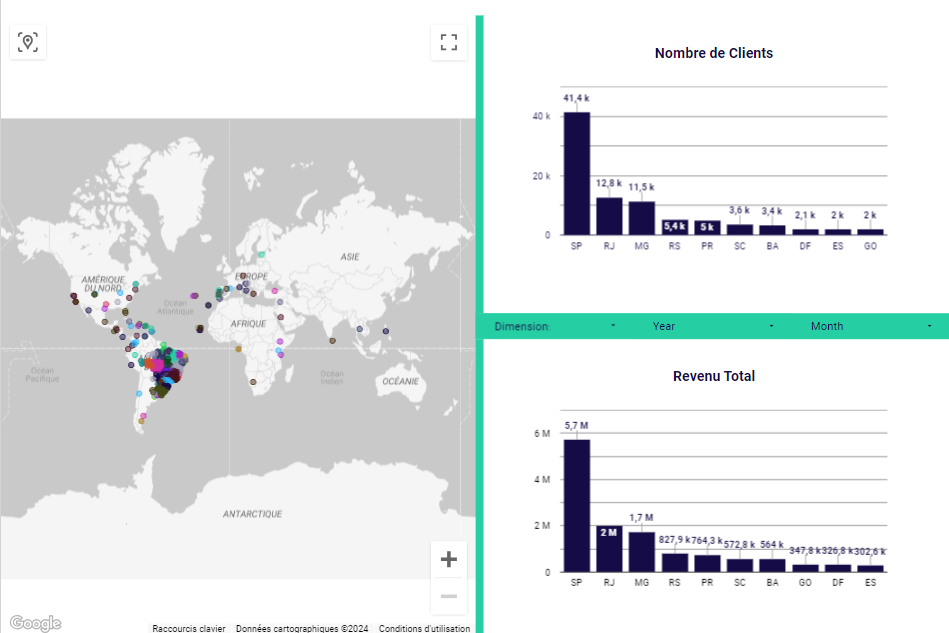 AMÉRIQUE
DU NORD
EUROPE
ASIE
Océan
Atlantique
AFRIQUE
Océan
Pacifique
Océan
Indien
OCÉANIE
ANTARCTIQUE
Google
Raccourcis clavier Données cartographiques ©2024 Conditions d'utilisation
Nombre de Clients
41,4 k
40 k
12,8 k 11,5 k
20 k
5,4 k 5 k 3,6 k 3,4 k 2,1 k 2 k 2 k
0
SP RJ MG RS PR SC BA DF ES GO
Dimension: Year Month
Revenu Total
5,7 M
6 M
4 M
2 M 2 M 1,7 M 827,9 k 764,3 k 572,8 k 564 k 347,8 k 326,8 k 302,6 k
0
SP RJ MG RS PR SC BA GO DF ES